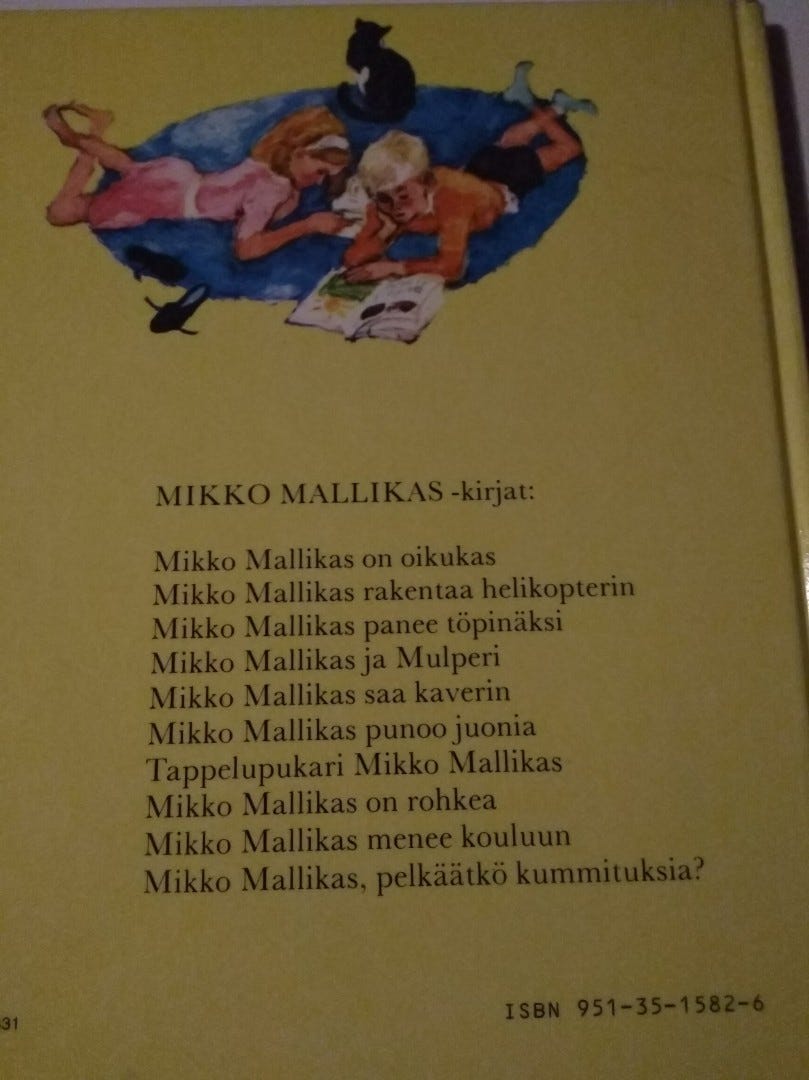 MIKKO MALLIKAS -kirjat:
Mikko Mallikas on oikukas
Mikko Mallikas rakentaa helikopterin
Mikko Mallikas panee töpinäksi
Mikko Mallikas ja Mulperi
Mikko Mallikas saa kaverin
Mikko Mallikas punoo juonia
Tappelupukari Mikko Mallikas
Mikko Mallikas on rohkea
Mikko Mallikas menee kouluun
Mikko Mallikas, pelkäätkö kummituksia?
ISBN 951-35-1582-6